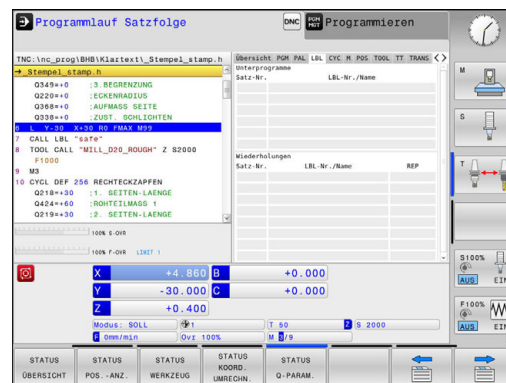 Programmlauf Satzfolge
DNC
PGM MGT
Programmieren
TNC:\nc_prog\BHB\Klartext\_Stempel_stamp.h
→_Stempel_stamp.h
Q349=+0 ;3.BEGRENZUNG
Q220=+0 ;ECKENRADIUS
Q368=+0 ;AUFMASS SEITE
Q338=+0 ;ZUST. SCHLICHTEN
6 L Y-30 X+30 R0 FMAX M99
7 CALL LBL "safe"
8 TOOL CALL "MILL_D20_ROUGH" Z S2000
F1000
9 M3
10 CYCL DEF 256 RECHTECKZAPFEN
Q218=+30 ;1. SEITEN-LAENGE
Q424=+60 ;ROHTEILMASS 1
Q219=+30 ;2. SEITEN-LAENGE
100% S-OVR
100% F-OVR LIMIT 1
Übersicht PGM PAL LBL CYC M POS TOOL TT TRANS
Unterprogramme
Satz-Nr. LBL-Nr./Name
Wiederholungen
Satz-Nr. LBL-Nr./Name REP
X +4.860 B +0.000
Y -30.000 C +0.000
Z +0.400
Modus: SOLL 1 T 50 Z S 2000
F 0mm/min Ovr 100% M 3/9
M
S
T
S100%
AUS EIN
F100%
AUS EIN
STATUS ÜBERSICHT
STATUS POS.-ANZ.
STATUS WERKZEUG
STATUS KOORD. UMRECHN.
STATUS Q-PARAM.